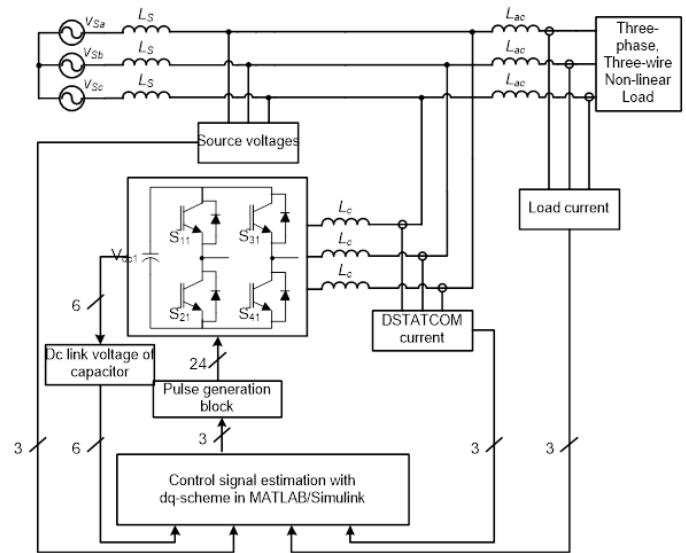 VSa
LS
Lac
VSb
LS
Lac
VSc
LS
Lac
Three-
phase,
Three-wire
Non-linear
Load
Source voltages
Load current
S11
S31
Vdc1
S21
S41
Lc
Lc
Lc
6
DSTATCOM
current
Dc link voltage of
capacitor
24
Pulse generation
block
3
6
3
3
3
Control signal estimation with
dq-scheme in MATLAB/Simulink